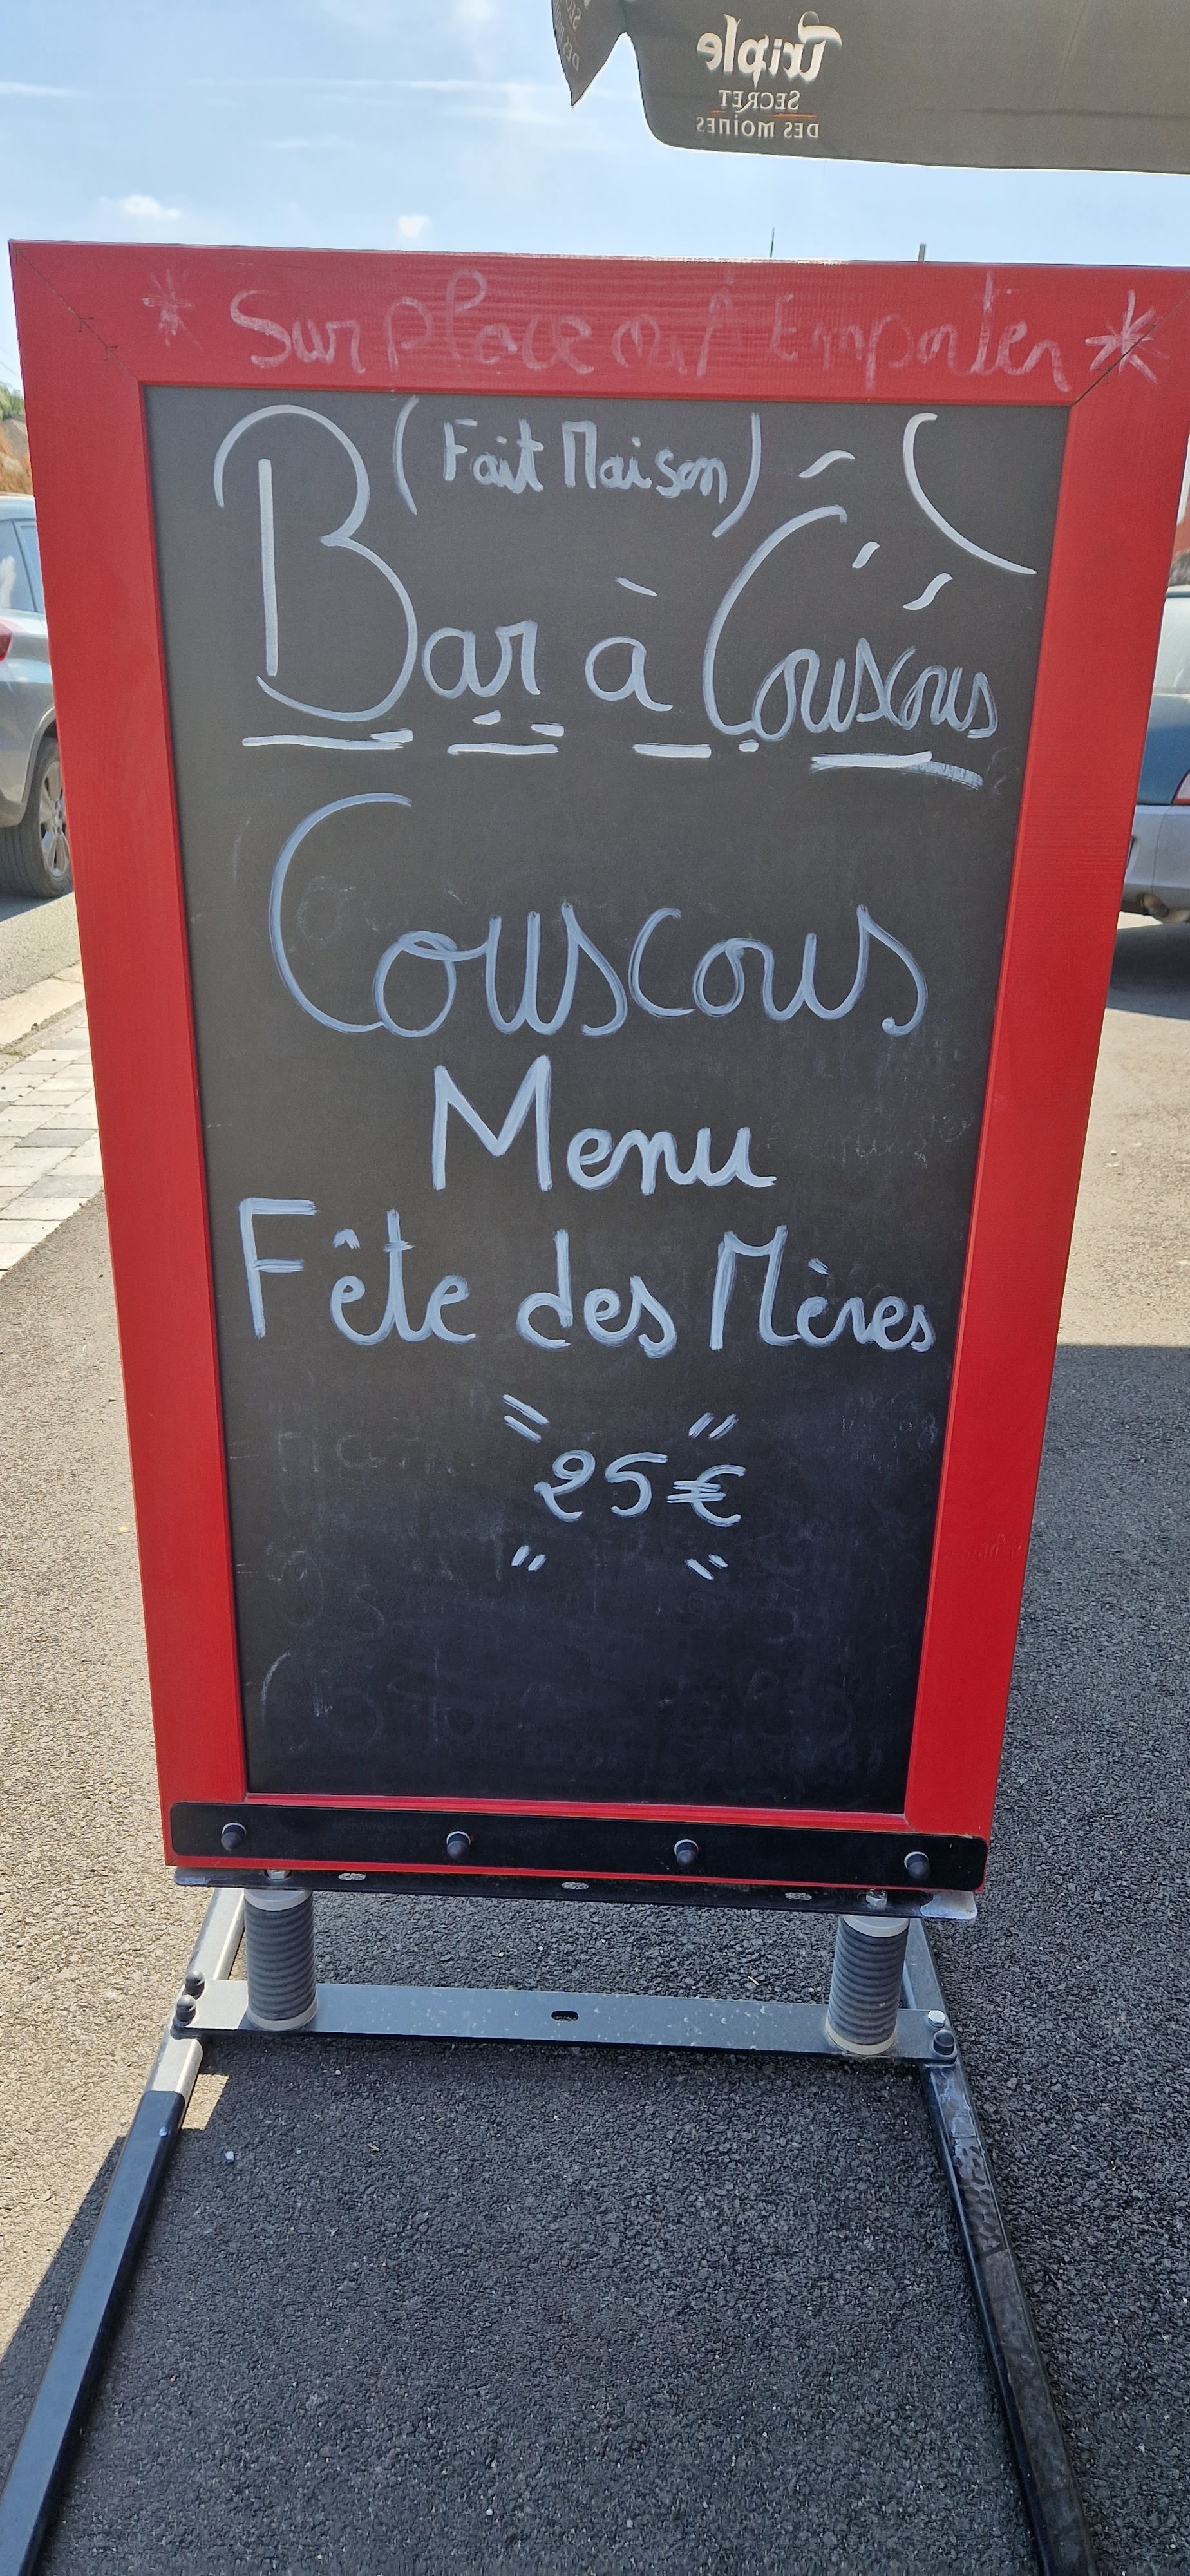 Triple
SECRET
DES MOINES
* Sur place ou À Emporter *
(Fait Maison)
Bar à Couscous
Couscous
Menu
Fête des Mères
25€